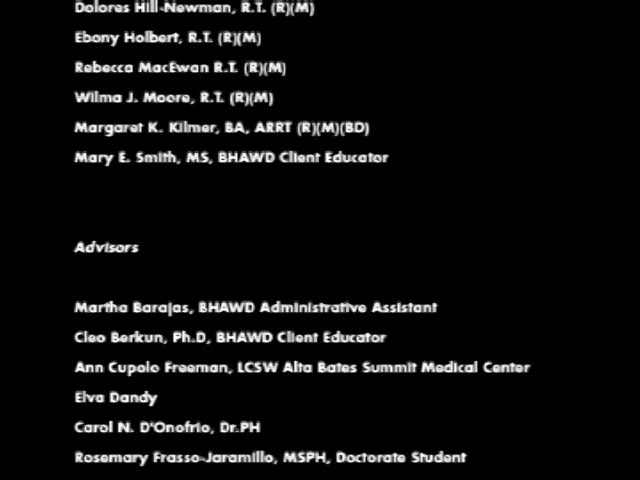 Dolores Hill-Newman, R.T. (R)(M)
Ebony Holbert, R.T. (R)(M)
Rebecca MacEwan R.T. (R)(M)
Wilma J. Moore, R.T. (R)(M)
Margaret K. Kilmer, BA, ARRT (R)(M)(BD)
Mary E. Smith, MS, BHAWD Client Educator
Advisors
Martha Barajas, BHAWD Administrative Assistant
Cleo Berkun, Ph.D, BHAWD Client Educator
Ann Cupolo Freeman, LCSW Alta Bates Summit Medical Center
Elva Dandy
Carol N. D'Onofrio, Dr.PH
Rosemary Frasso-Jaramillo, MSPH, Doctorate Student